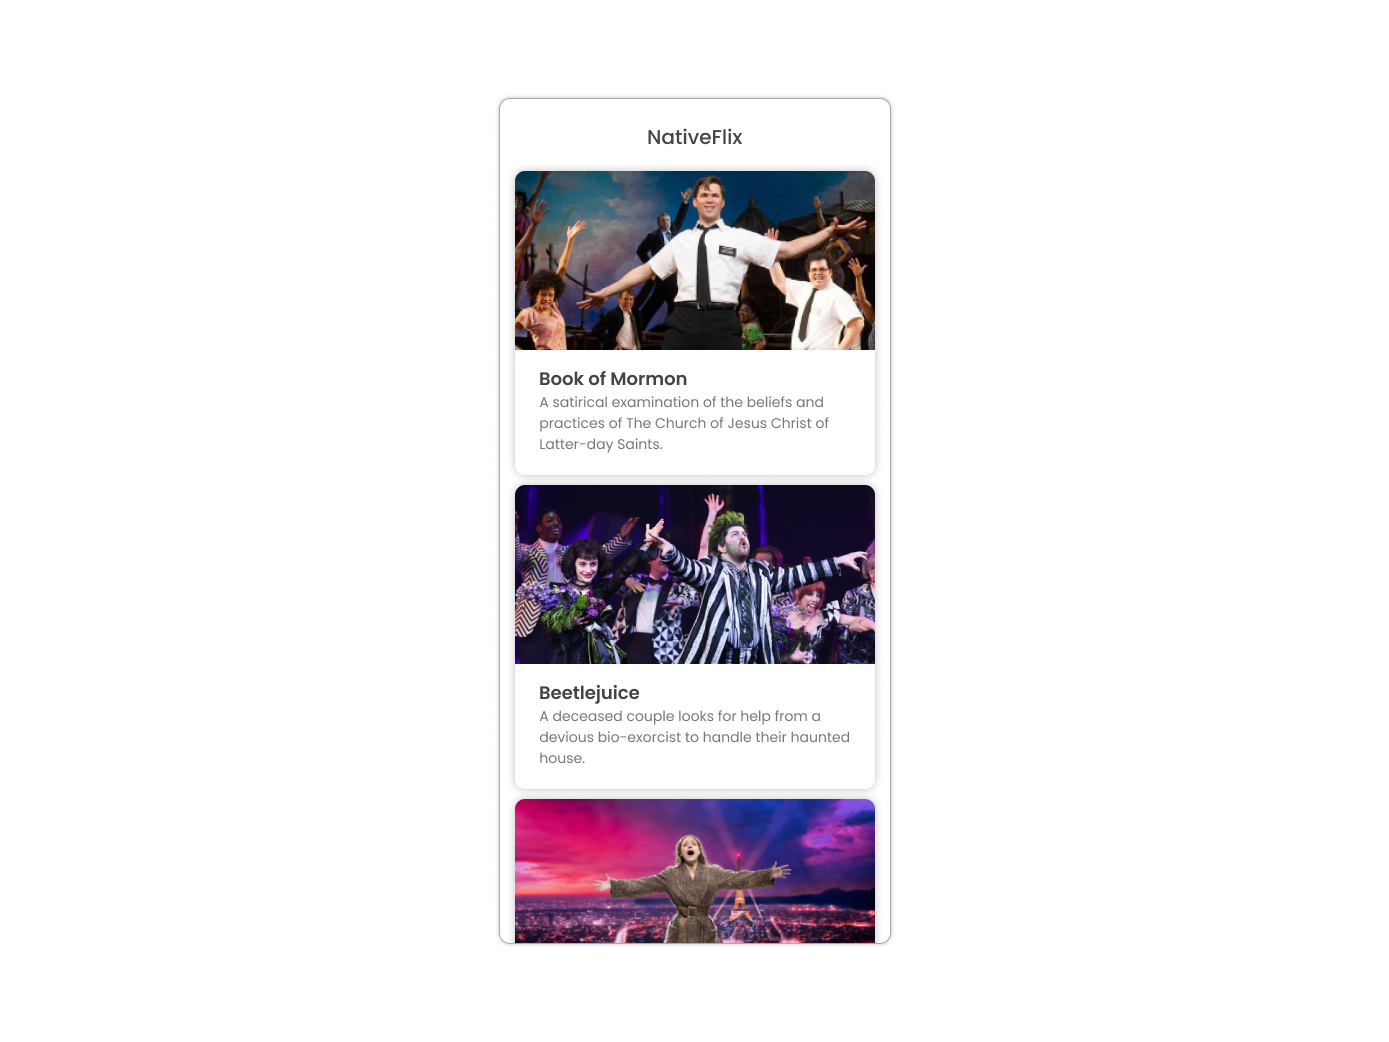 NativeFlix
Book of Mormon
A satirical examination of the beliefs and
practices of The Church of Jesus Christ of
Latter-day Saints.
Beetlejuice
A deceased couple looks for help from a
devious bio-exorcist to handle their haunted
house.